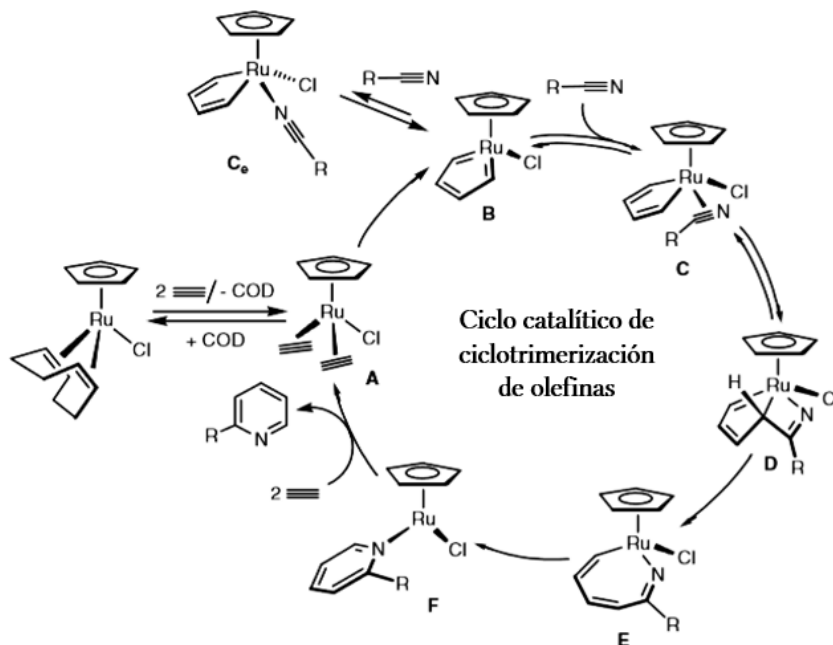 Ru
Cl
N
R
Cₑ
R N
R N
Ru
Cl
B
Ru
Cl
N
R
C
Ru
Cl
2 / - COD
+ COD
Ru
Cl
A
Ciclo catalítico de
ciclotrimerización
de olefinas
H
Ru
C
N
R
D
R N
2
Ru
N
Cl
R
F
Ru
Cl
N
R
E